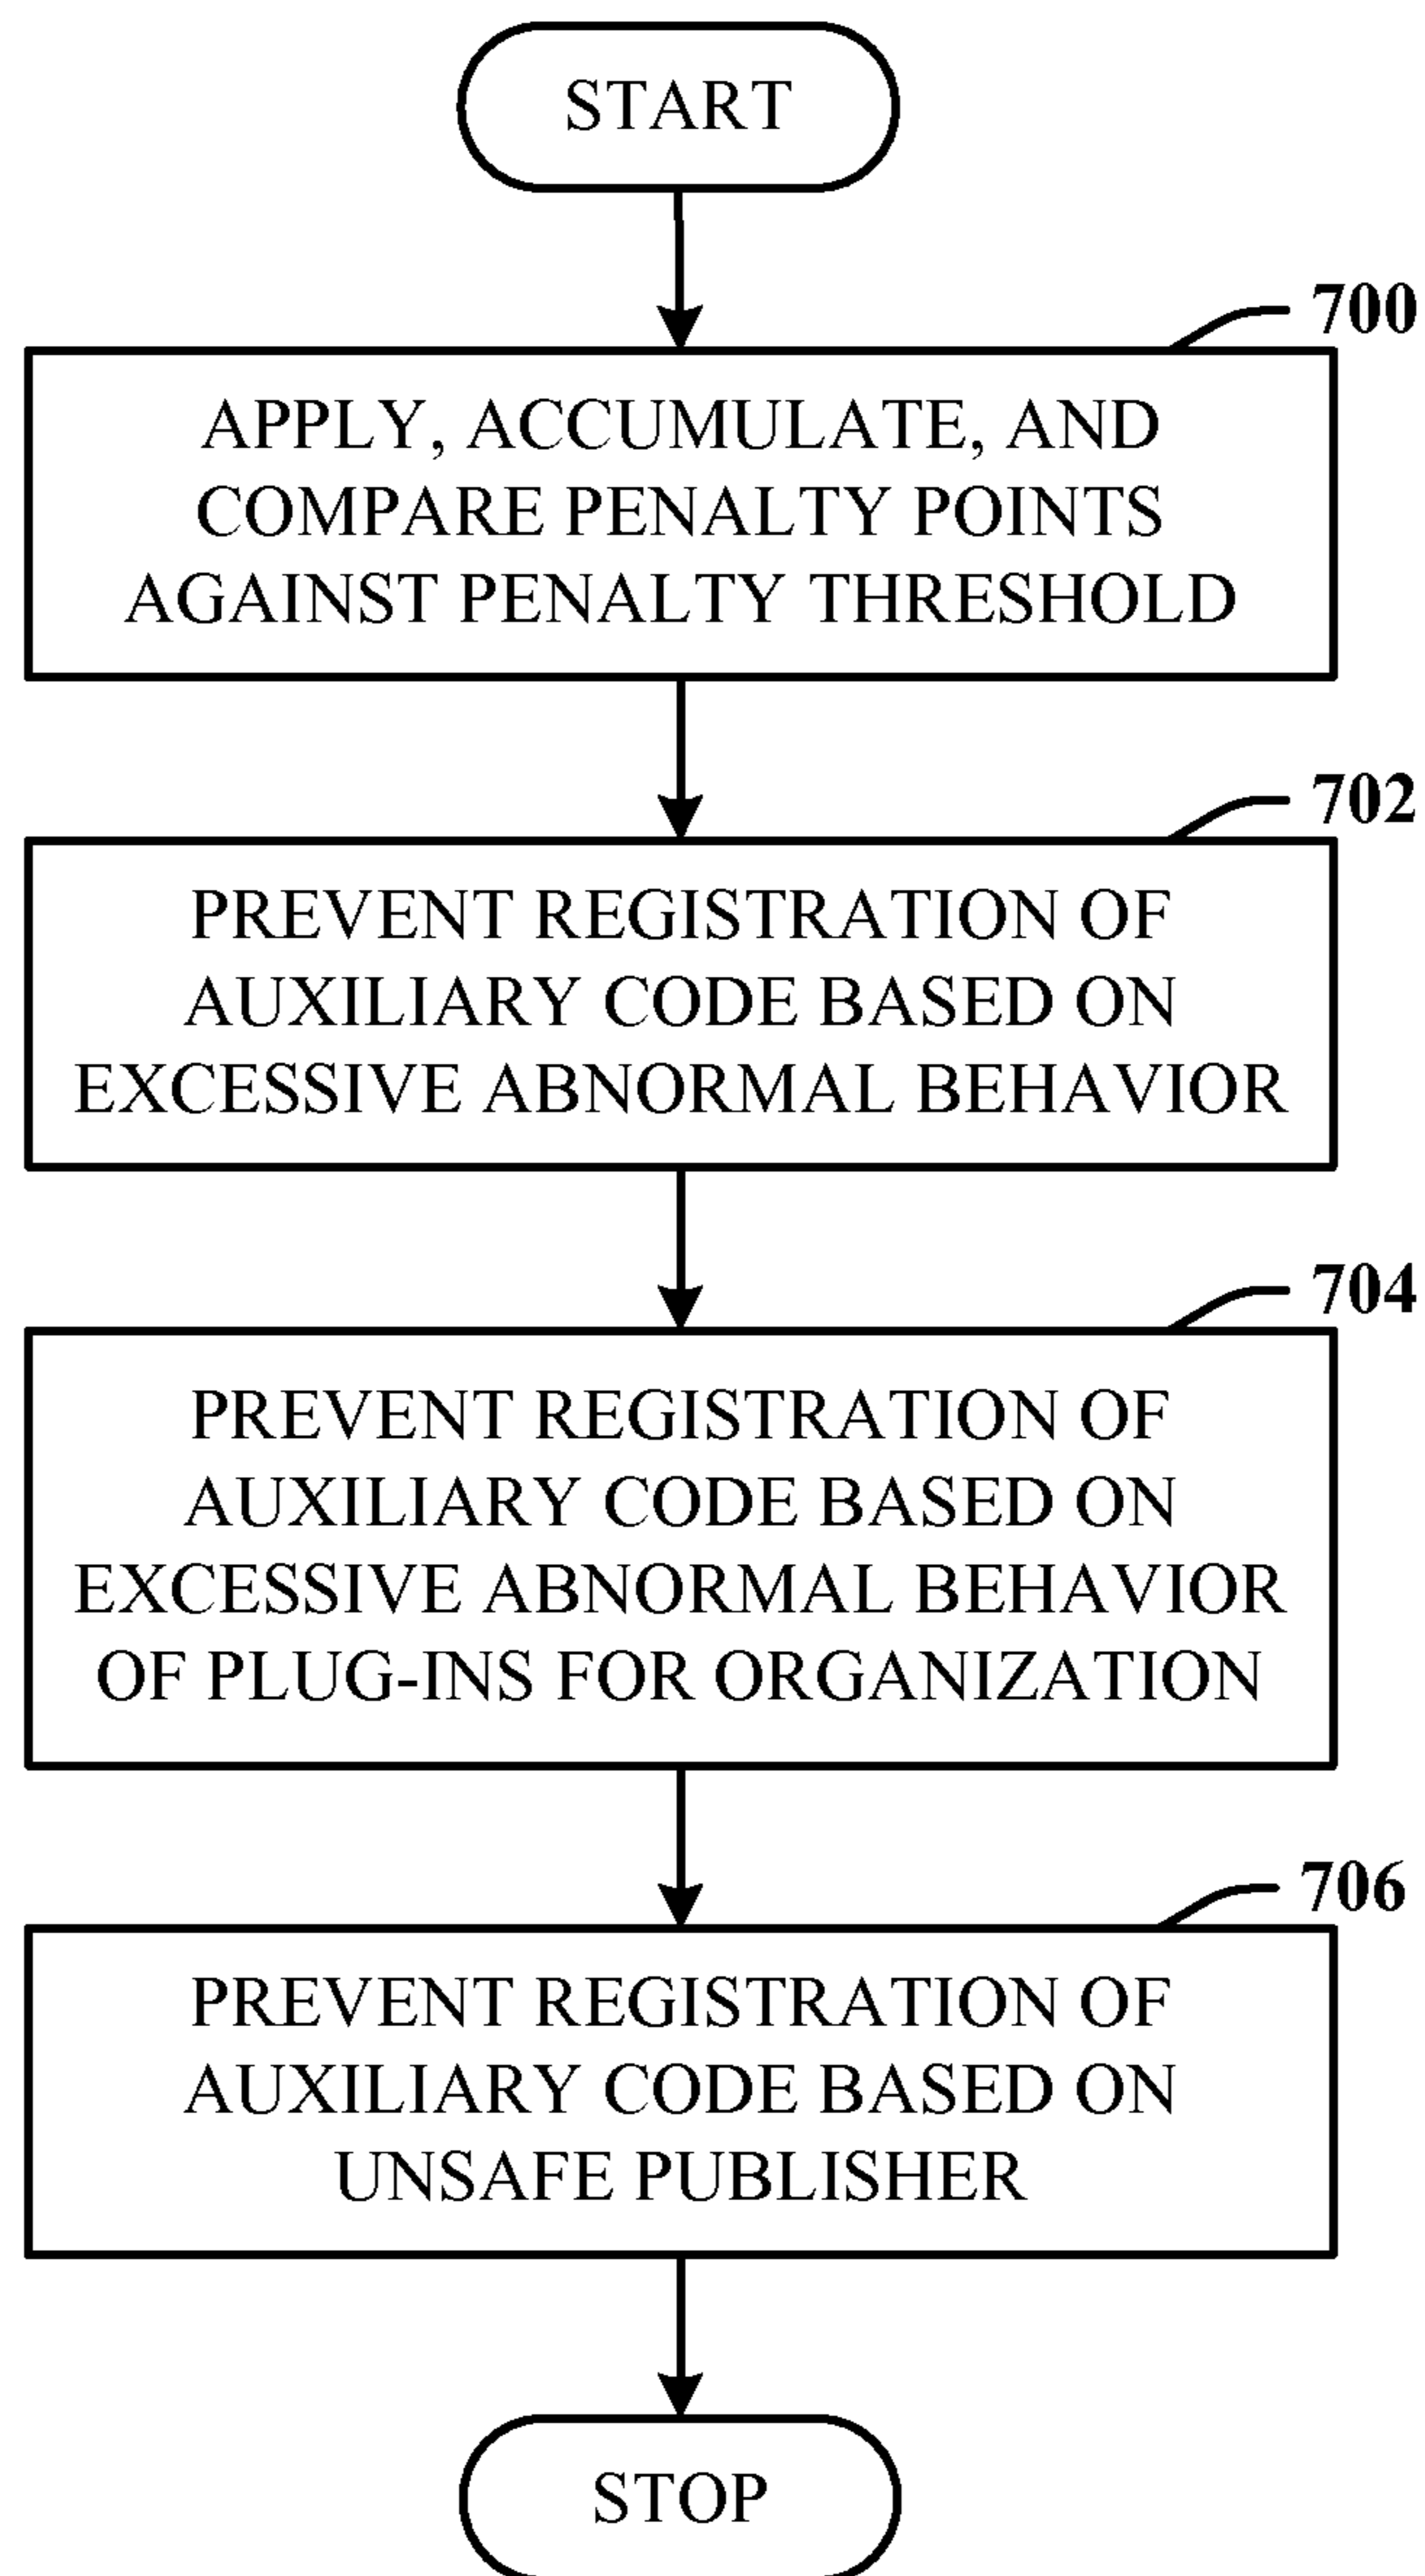 START
700
APPLY, ACCUMULATE, AND
COMPARE PENALTY POINTS
AGAINST PENALTY THRESHOLD
702
PREVENT REGISTRATION OF
AUXILIARY CODE BASED ON
EXCESSIVE ABNORMAL BEHAVIOR
704
PREVENT REGISTRATION OF
AUXILIARY CODE BASED ON
EXCESSIVE ABNORMAL BEHAVIOR
OF PLUG-INS FOR ORGANIZATION
706
PREVENT REGISTRATION OF
AUXILIARY CODE BASED ON
UNSAFE PUBLISHER
STOP